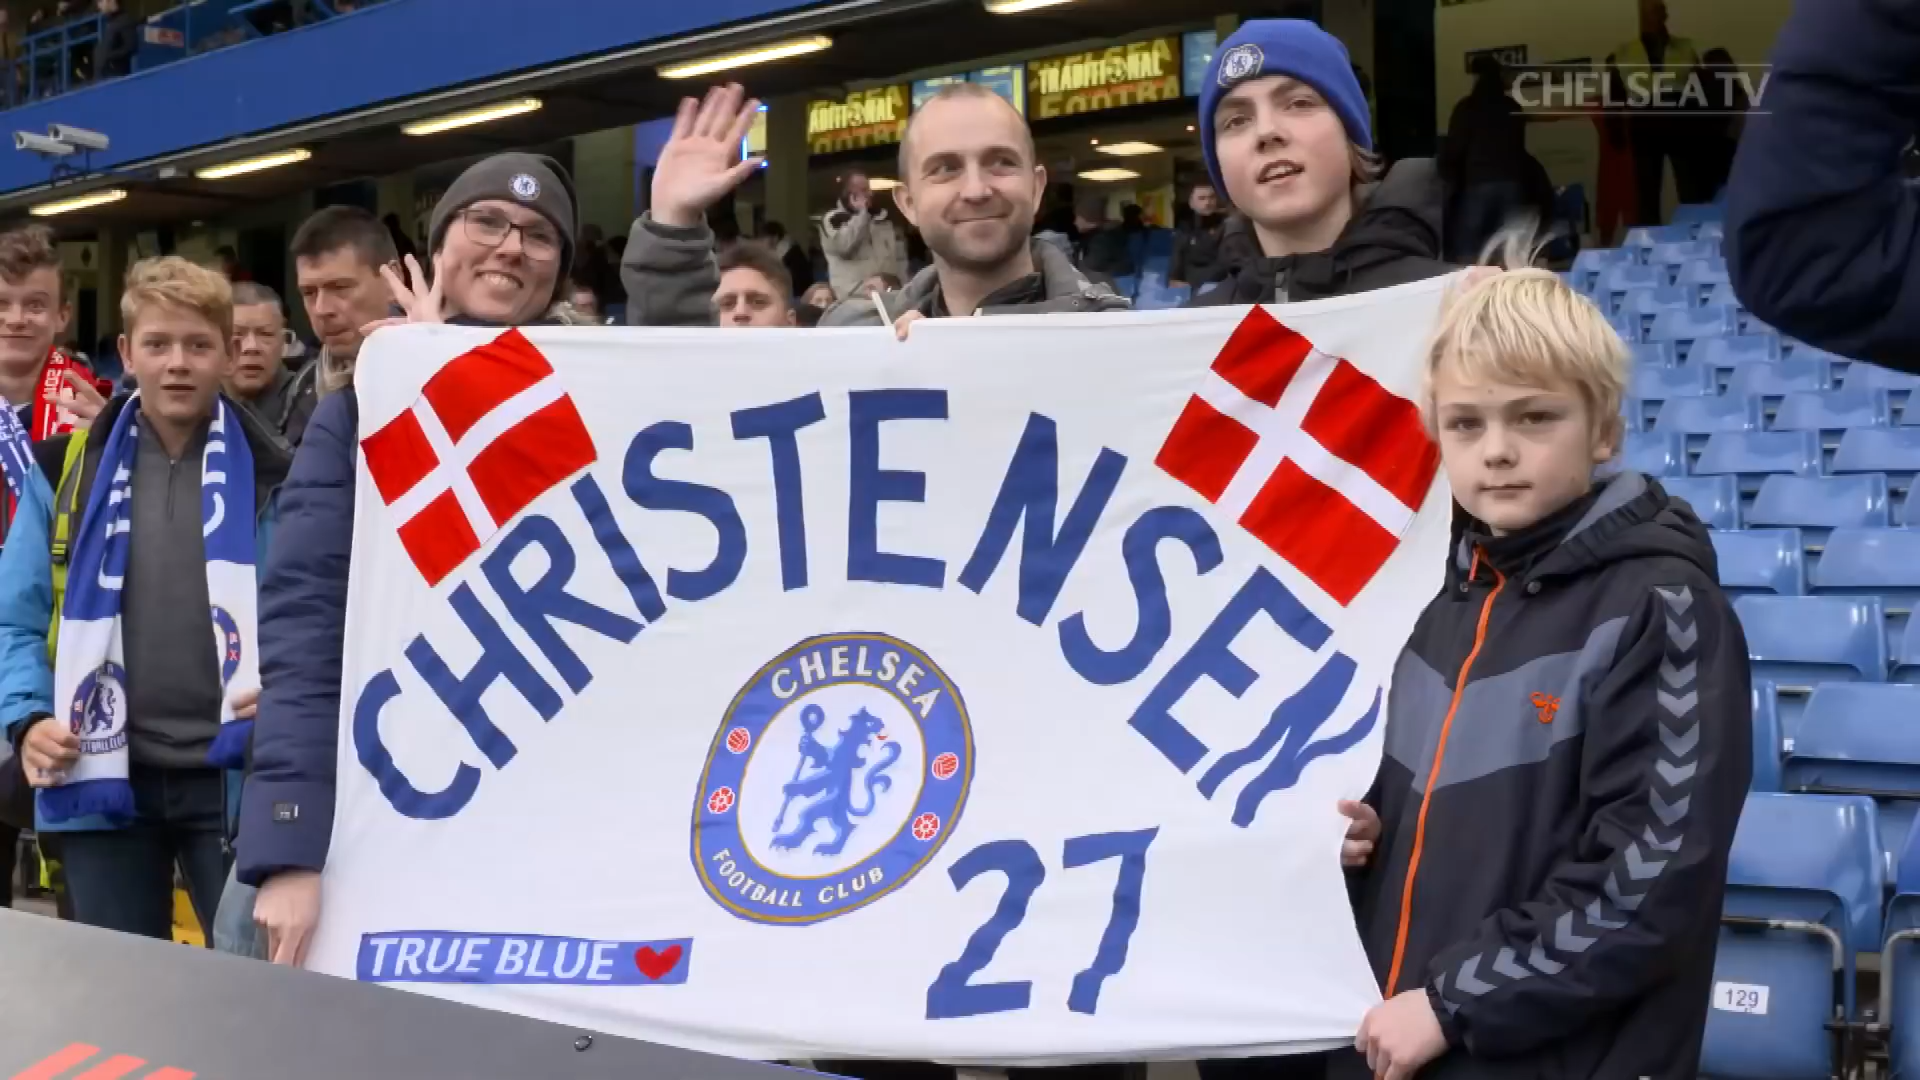 CHELSEA TV
TRADITIONAL
CHRISTENSEN
CHELSEA
FOOTBALL CLUB
27
TRUE BLUE
129